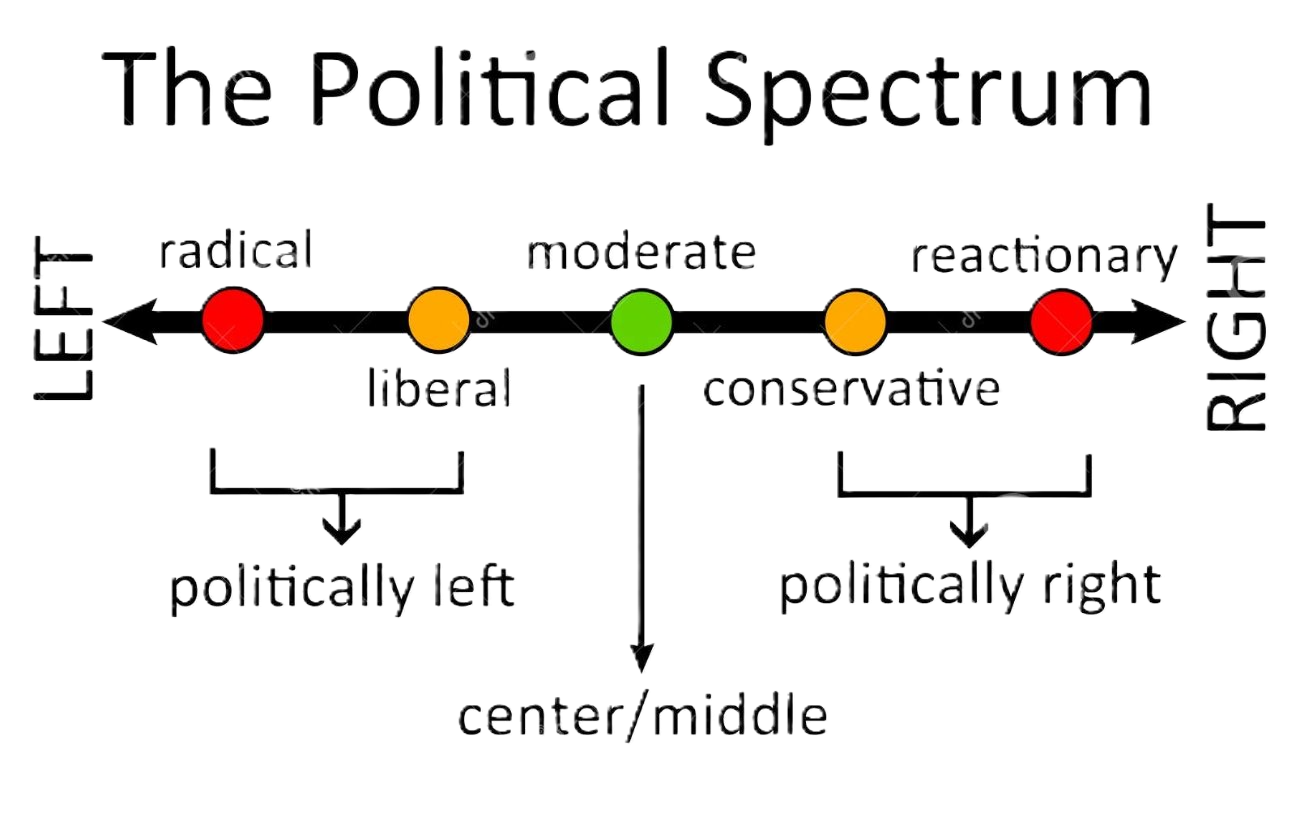 The Political Spectrum
LEFT
radical
moderate
reactionary
RIGHT
liberal
conservative
politically left
politically right
center/middle